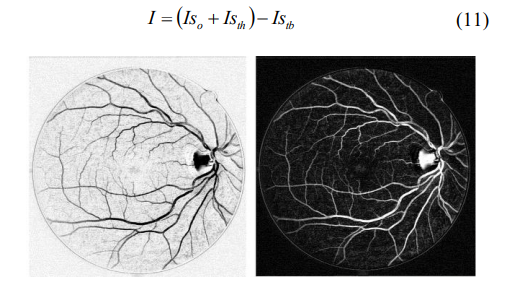 I = (Is_o + Is_th) − Is_tb (11)